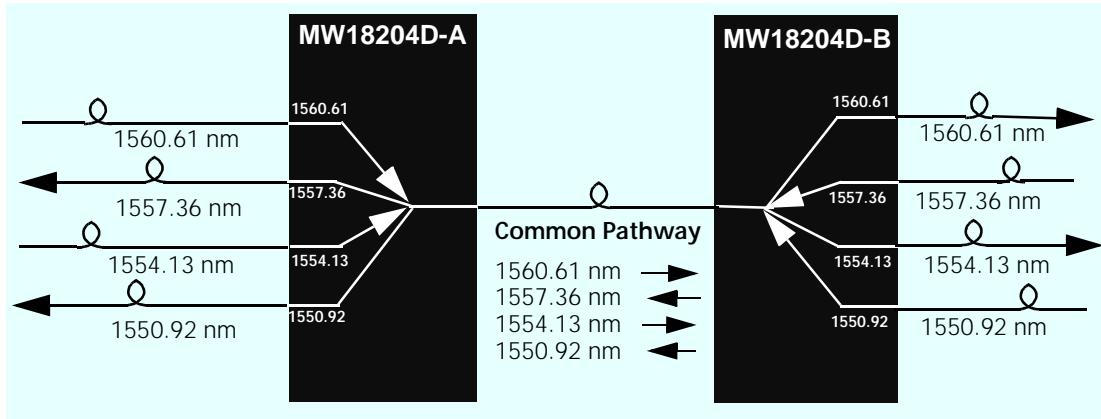 MW18204D-A
MW18204D-B
1560.61
1560.61 nm
1557.36
1557.36 nm
1554.13
1554.13 nm
1550.92
1550.92 nm
Common Pathway
1560.61 nm
1557.36 nm
1554.13 nm
1550.92 nm
1560.61
1560.61 nm
1557.36
1557.36 nm
1554.13
1554.13 nm
1550.92
1550.92 nm